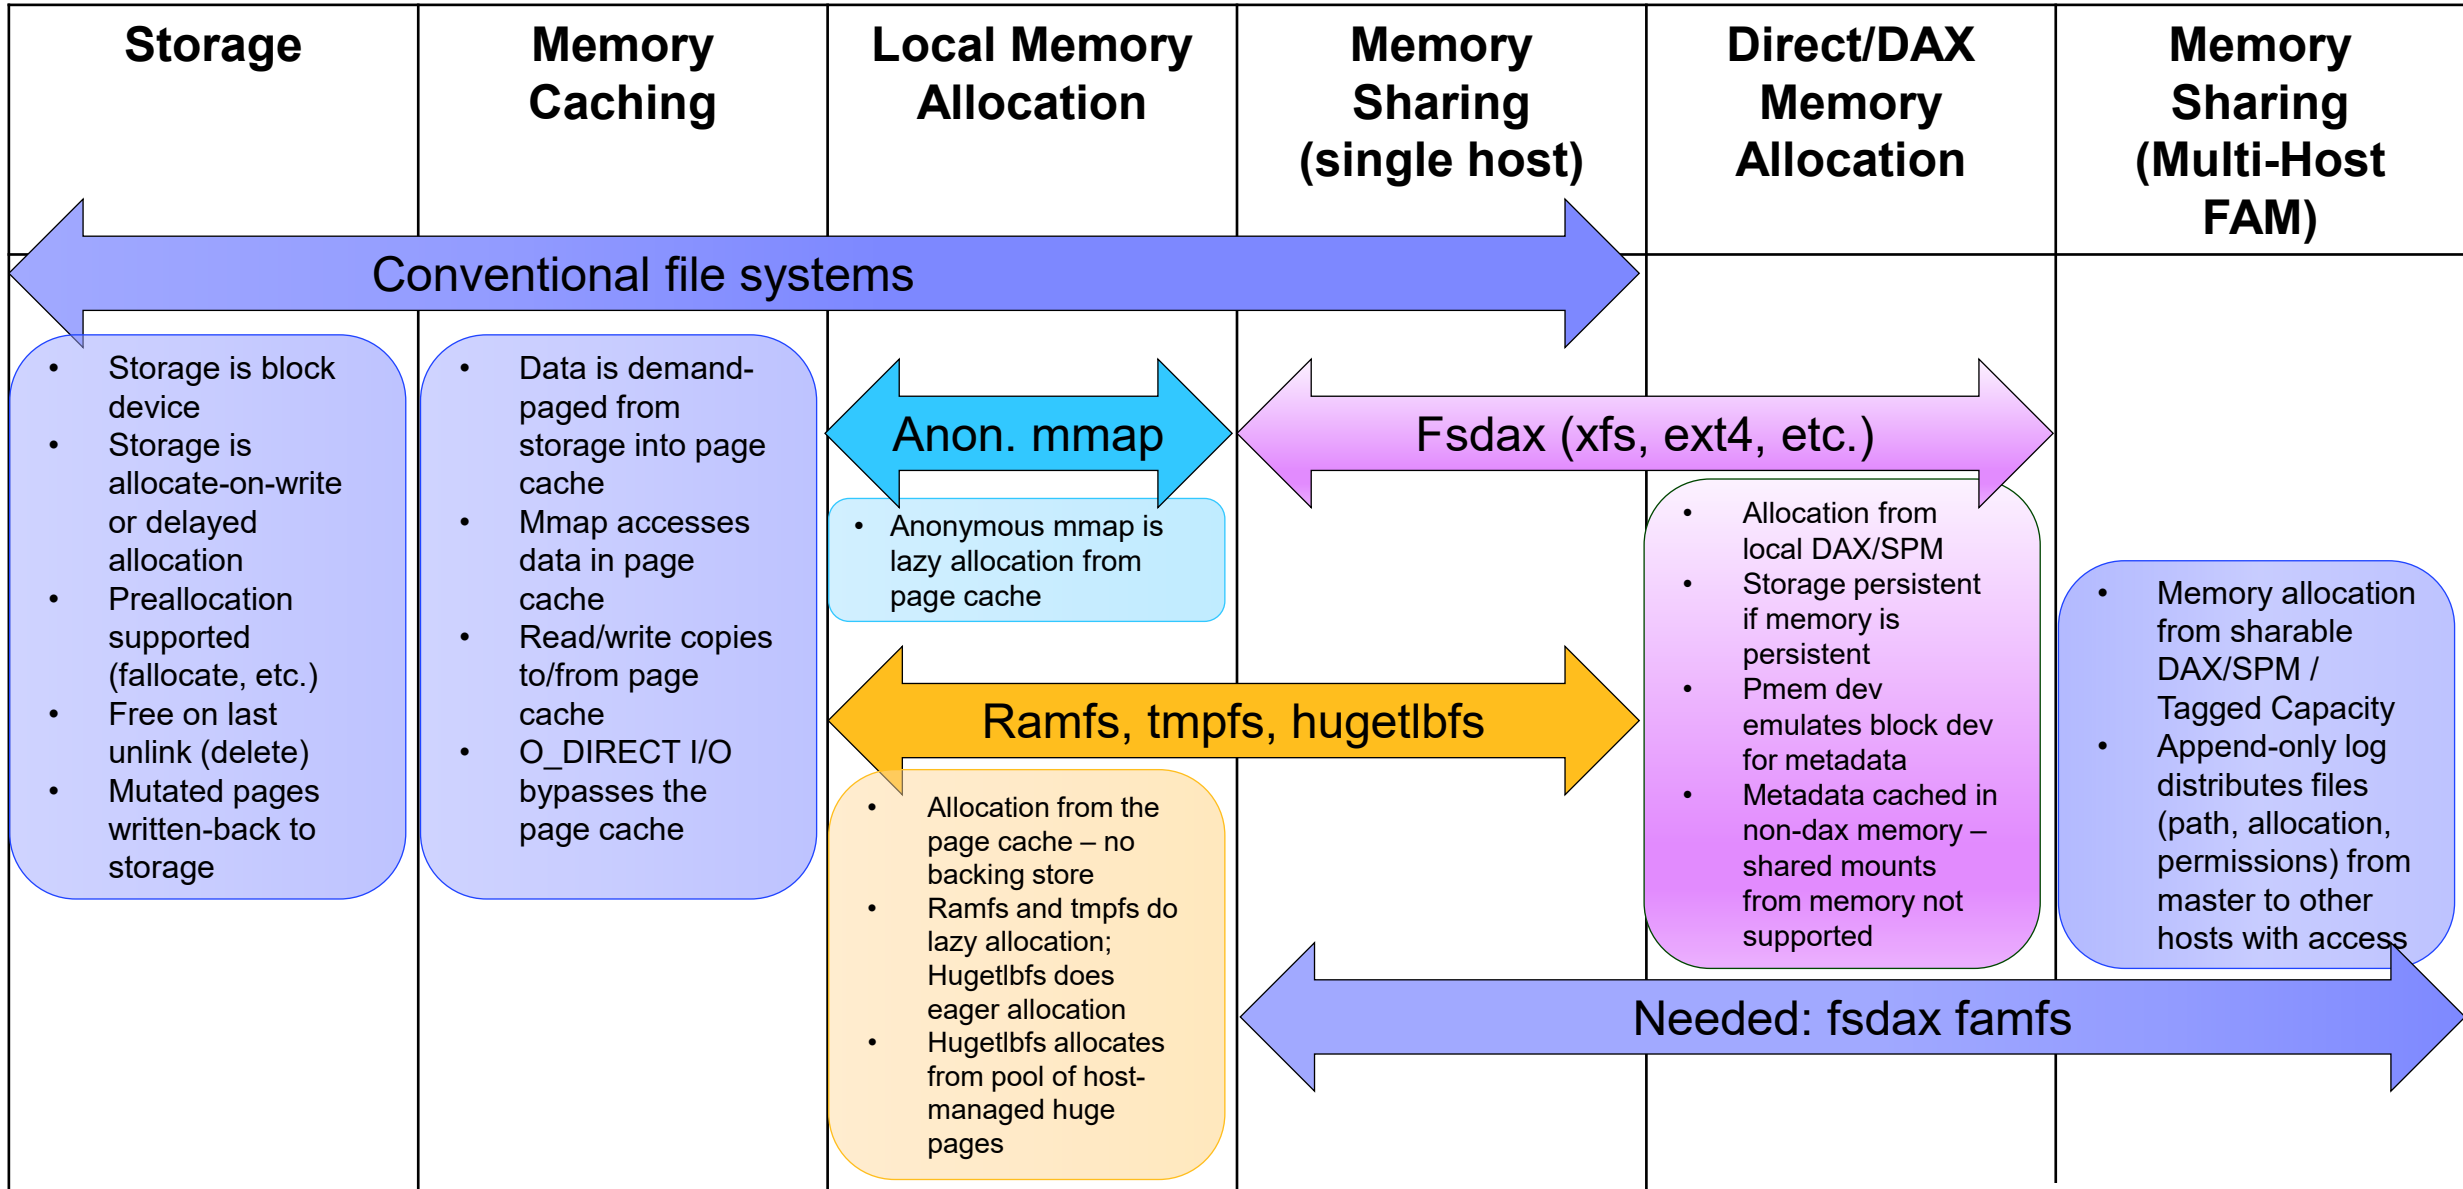 Storage
Memory
Caching
Local Memory
Allocation
Memory
Sharing
(single host)
Direct/DAX
Memory
Allocation
Memory
Sharing
(Multi-Host
FAM)
Conventional file systems
• Storage is block
device
• Storage is
allocate-on-write
or delayed
allocation
• Preallocation
supported
(fallocate, etc.)
• Free on last
unlink (delete)
• Mutated pages
written-back to
storage
• Data is demand-
paged from
storage into page
cache
• Mmap accesses
data in page
cache
• Read/write copies
to/from page
cache
• O_DIRECT I/O
bypasses the
page cache
Anon. mmap
• Anonymous mmap is
lazy allocation from
page cache
Fsdax (xfs, ext4, etc.)
Ramfs, tmpfs, hugetlbfs
• Allocation from the
page cache – no
backing store
• Ramfs and tmpfs do
lazy allocation;
Hugetlbfs does
eager allocation
• Hugetlbfs allocates
from pool of host-
managed huge
pages
• Allocation from
local DAX/SPM
• Storage persistent
if memory is
persistent
• Pmem dev
emulates block dev
for metadata
• Metadata cached in
non-dax memory –
shared mounts
from memory not
supported
• Memory allocation
from sharable
DAX/SPM /
Tagged Capacity
• Append-only log
distributes files
(path, allocation,
permissions) from
master to other
hosts with access
Needed: fsdax famfs